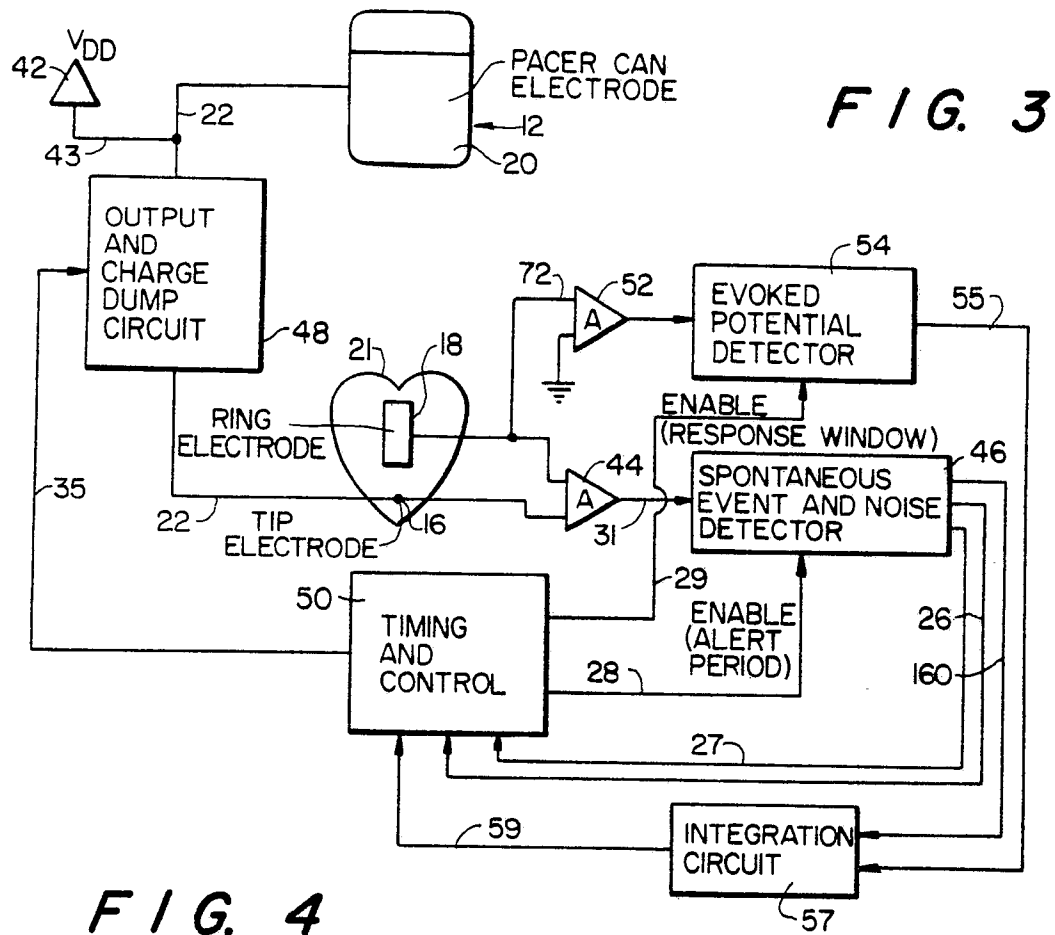 V_DD
42
22
43
PACER CAN
ELECTRODE
12
20
FIG. 3
OUTPUT
AND
CHARGE
DUMP
CIRCUIT
48
72
52
A
54
EVOKED
POTENTIAL
DETECTOR
55
21
18
RING
ELECTRODE
ENABLE
(RESPONSE WINDOW)
46
44
A
31
SPONTANEOUS
EVENT AND NOISE
DETECTOR
35
22
16
TIP
ELECTRODE
29
50
TIMING
AND
CONTROL
ENABLE
(ALERT
PERIOD)
28
26
160
27
59
INTEGRATION
CIRCUIT
57
FIG. 4